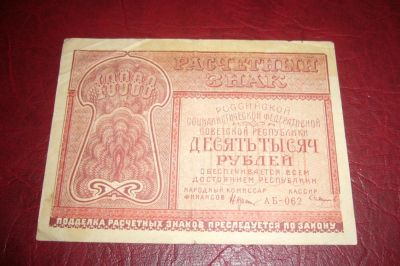 РАСЧЕТНЫЙ
ЗНАК
10000
РОССИЙСКОЙ
СОЦИАЛИСТИЧЕСКОЙ ФЕДЕРАТИВНОЙ
СОВЕТСКОЙ РЕСПУБЛИКИ
ДЕСЯТЬ ТЫСЯЧ
РУБЛЕЙ
ОБЕСПЕЧИВАЕТСЯ ВСЕМ
ДОСТОЯНИЕМ РЕСПУБЛИКИ
НАРОДНЫЙ КОМИССАР КАССИР
ФИНАНСОВ АБ-062
ПОДДЕЛКА РАСЧЕТНЫХ ЗНАКОВ ПРЕСЛЕДУЕТСЯ ПО ЗАКОНУ